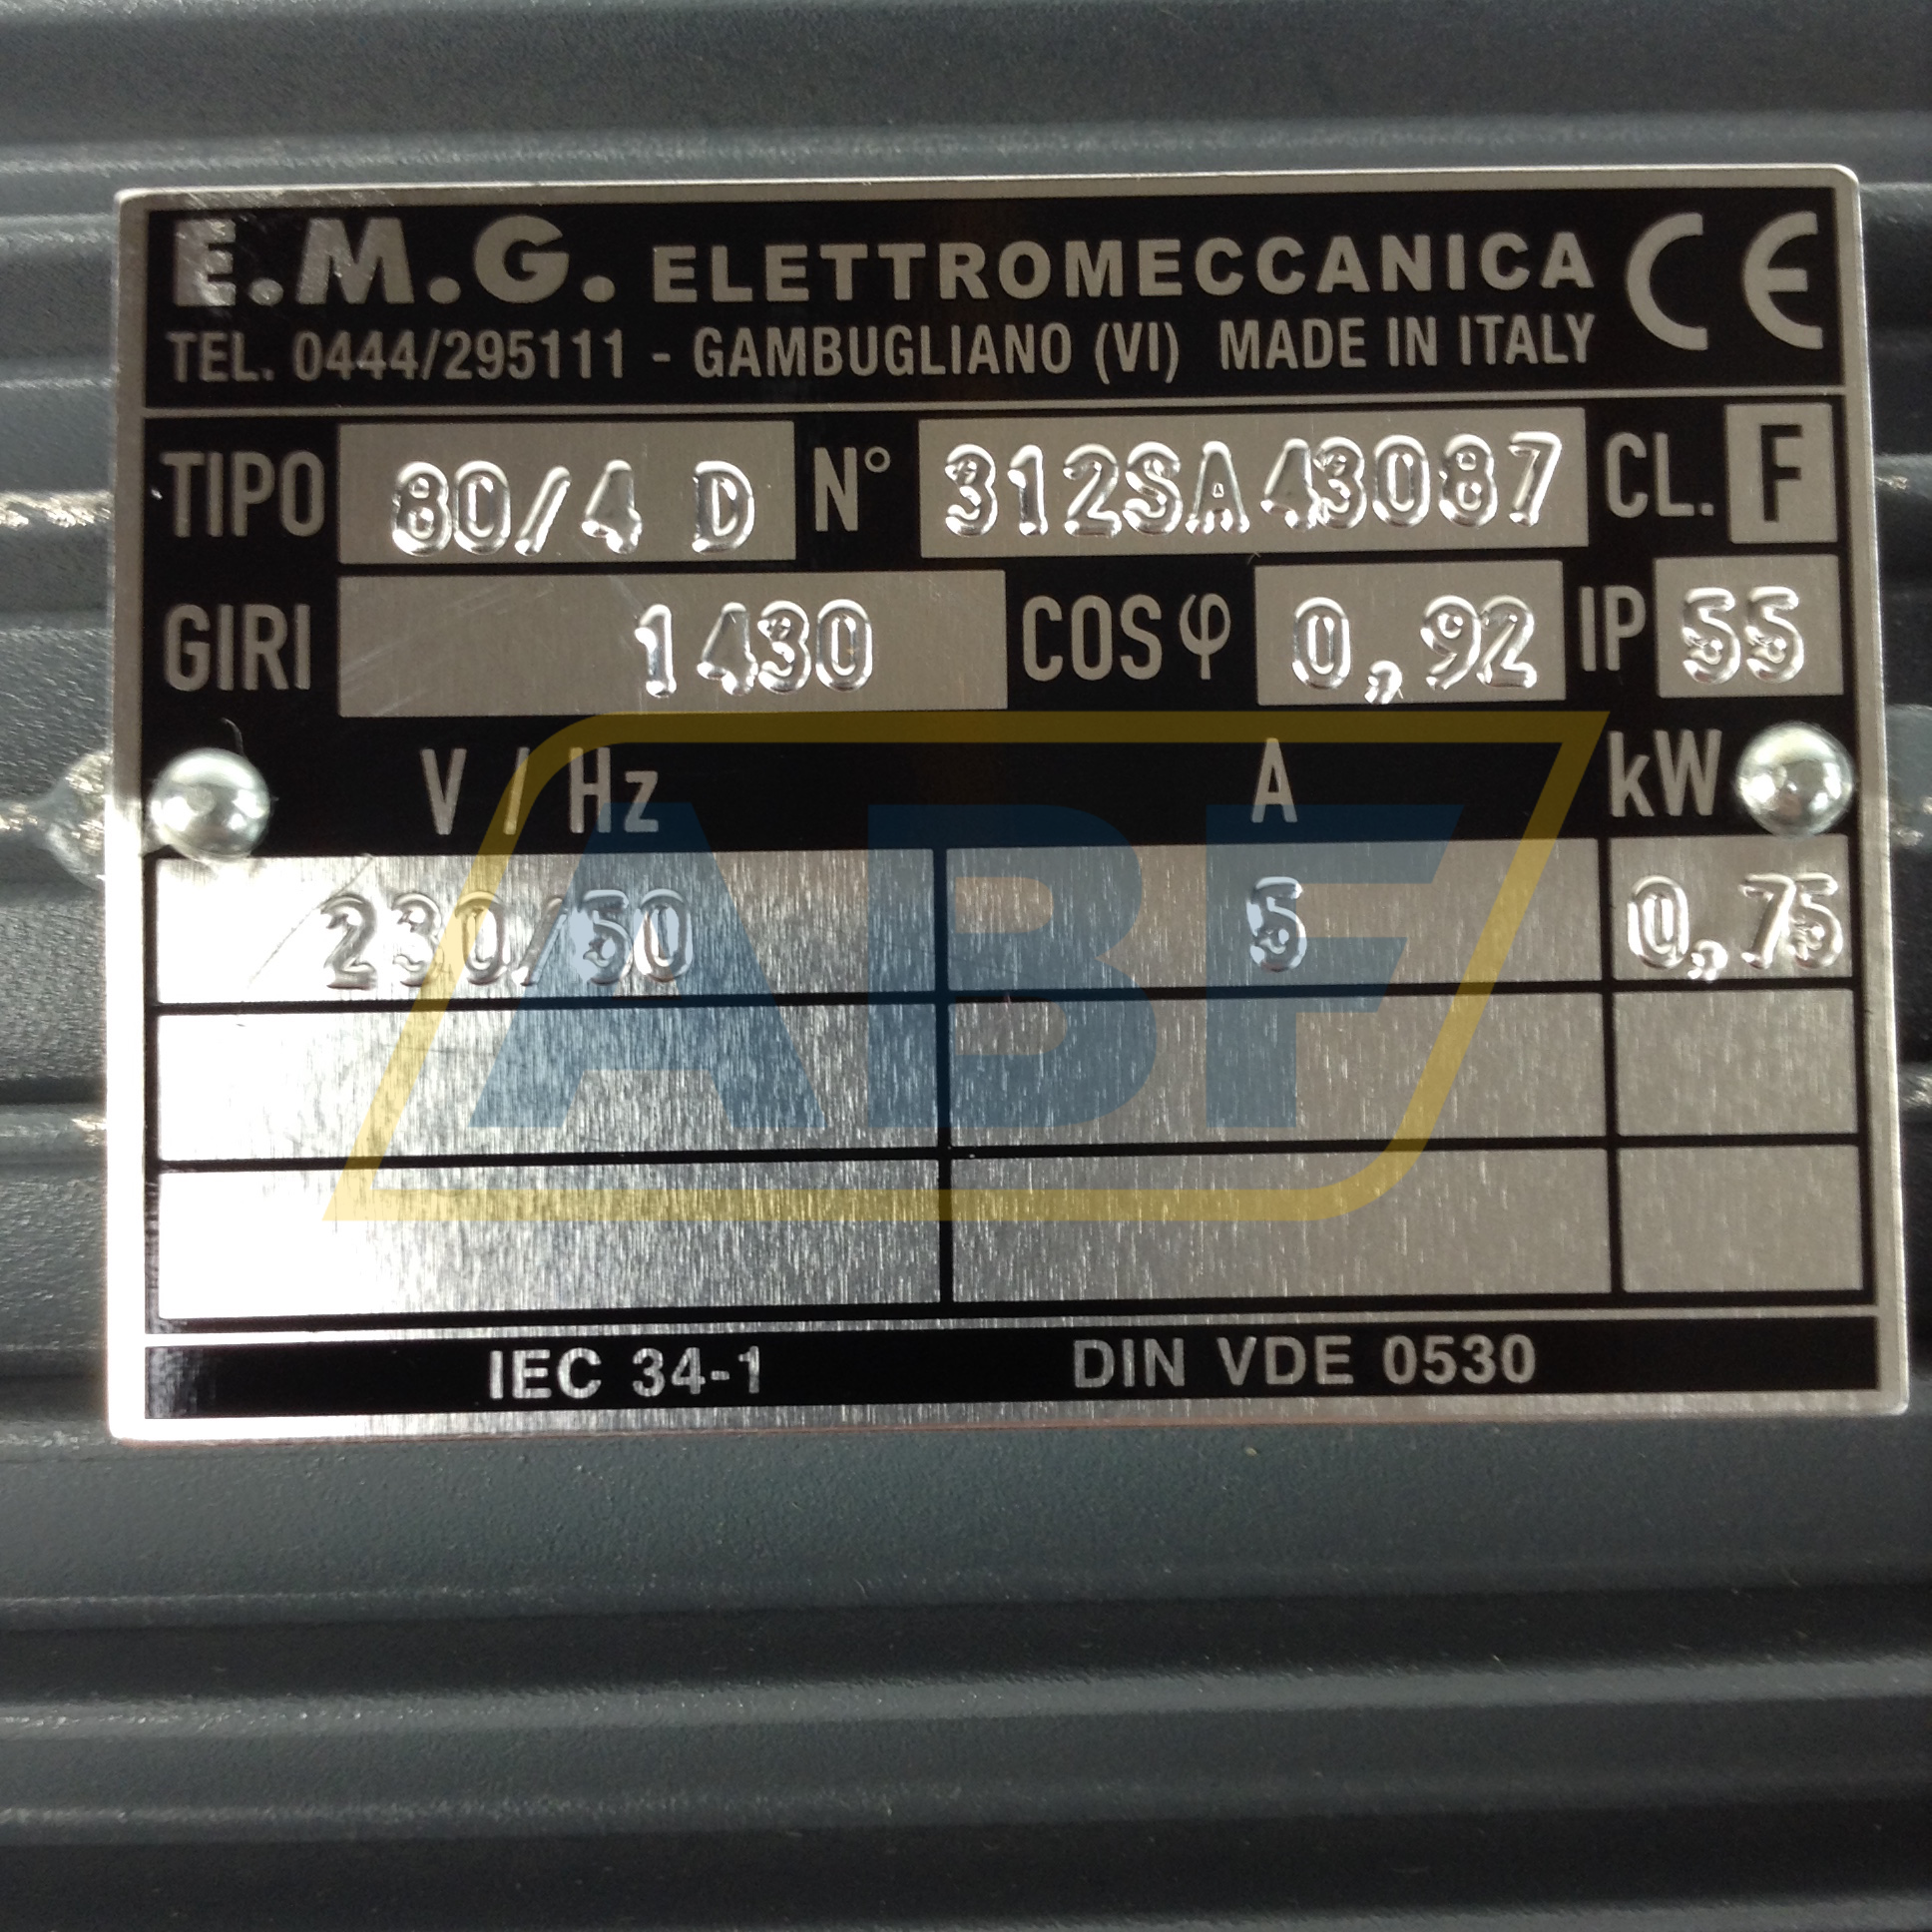 E.M.G. ELETTROMECCANICA CE
TEL. 0444/295111 - GAMBUGLIANO (VI) MADE IN ITALY
TIPO 80/4 D N° 312SA43087 CL. F
GIRI 1430 COSφ 0,92 IP 55
V / Hz A kW
230/50 5 0,75
ABF
IEC 34-1 DIN VDE 0530